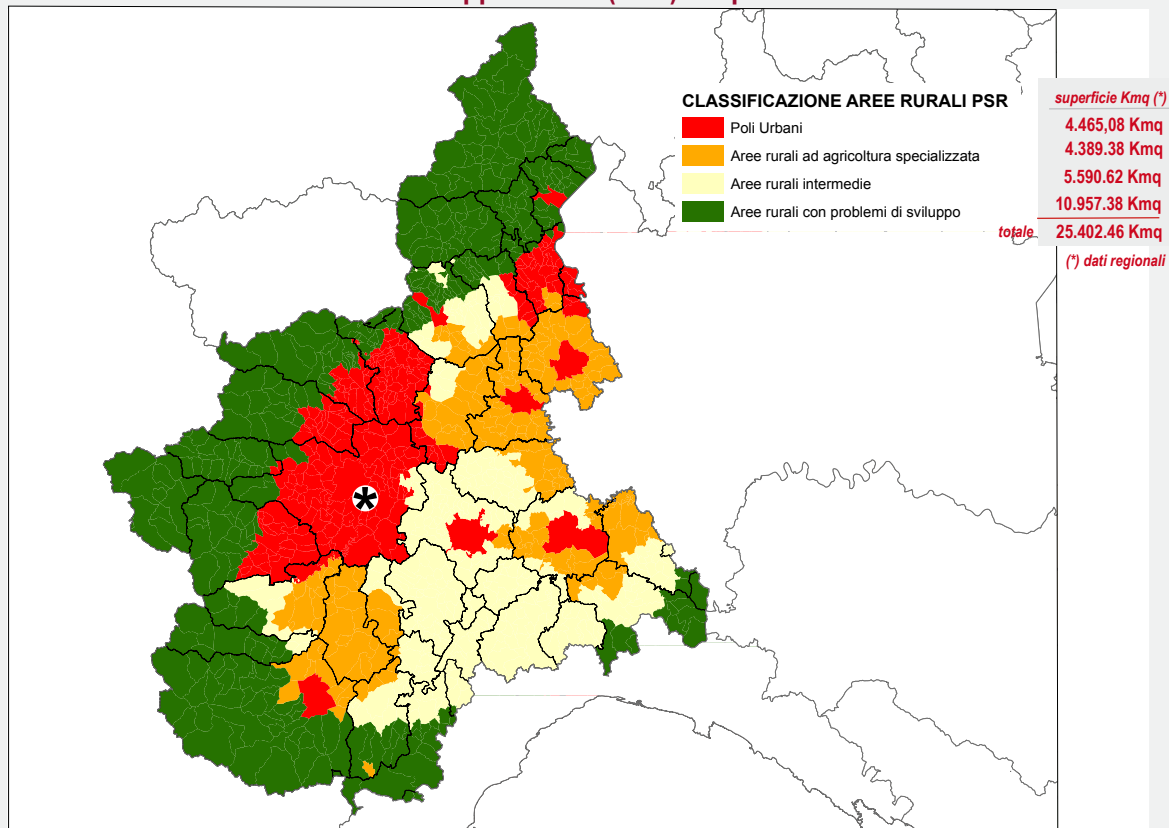 CLASSIFICAZIONE AREE RURALI PSR
superficie Kmq (*)
Poli Urbani
4.465,08 Kmq
Aree rurali ad agricoltura specializzata
4.389.38 Kmq
Aree rurali intermedie
5.590.62 Kmq
Aree rurali con problemi di sviluppo
10.957.38 Kmq
totale 25.402.46 Kmq
(*) dati regionali
*